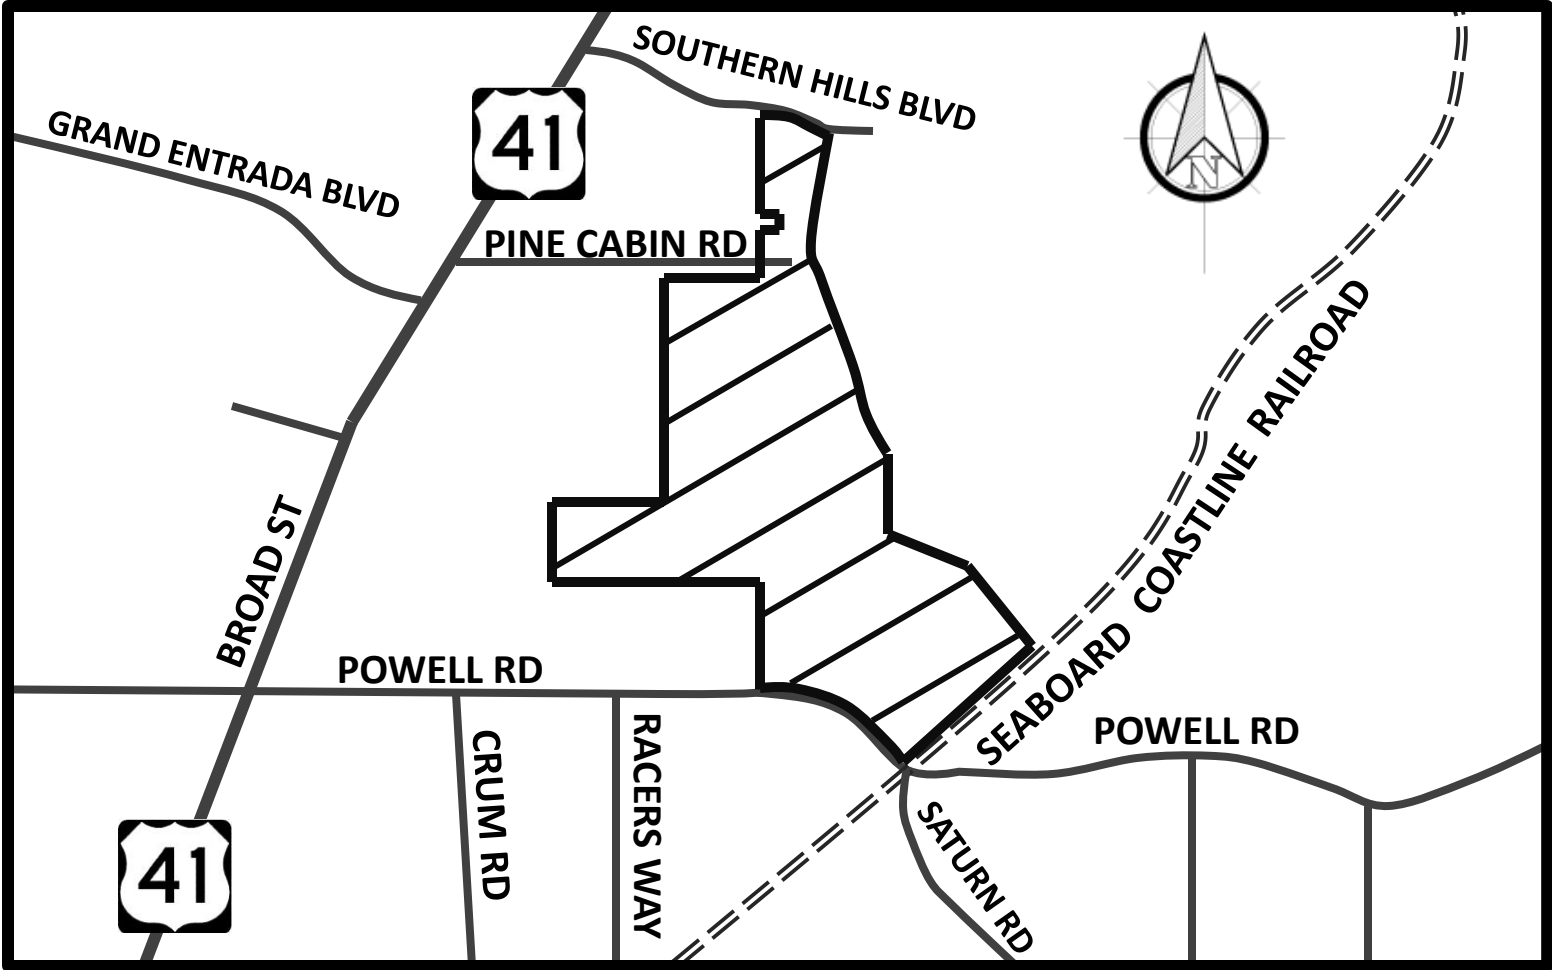 SOUTHERN HILLS BLVD
GRAND ENTRADA BLVD
41
N
PINE CABIN RD
SEABOARD COASTLINE RAILROAD
BROAD ST
POWELL RD
POWELL RD
CRUM RD
RACERS WAY
SATURN RD
41